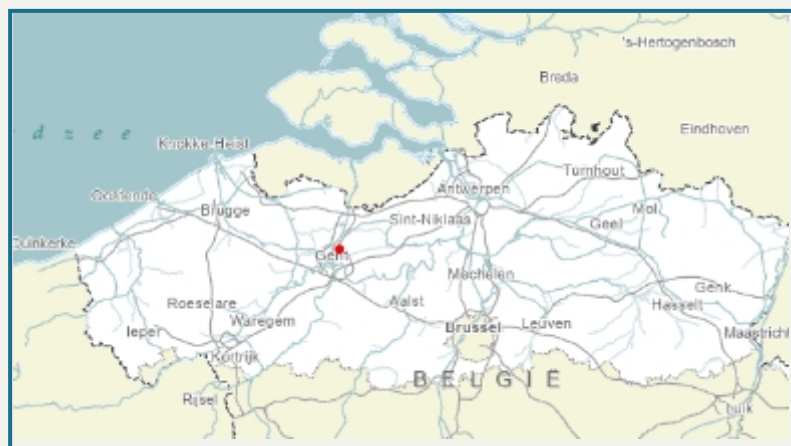 's-Hertogenbosch
Breda
d z e e
Eindhoven
Knokke-Heist
Turnhout
Antwerpen
Oostende
Brugge
Mol
Sint-Niklaas
Geel
Duinkerke
Gent
Mechelen
Genk
Roeselare
Aalst
Hasselt
Ieper
Waregem
Brussel
Leuven
Maastricht
Kortrijk
BELGIË
Rijsel
Luik